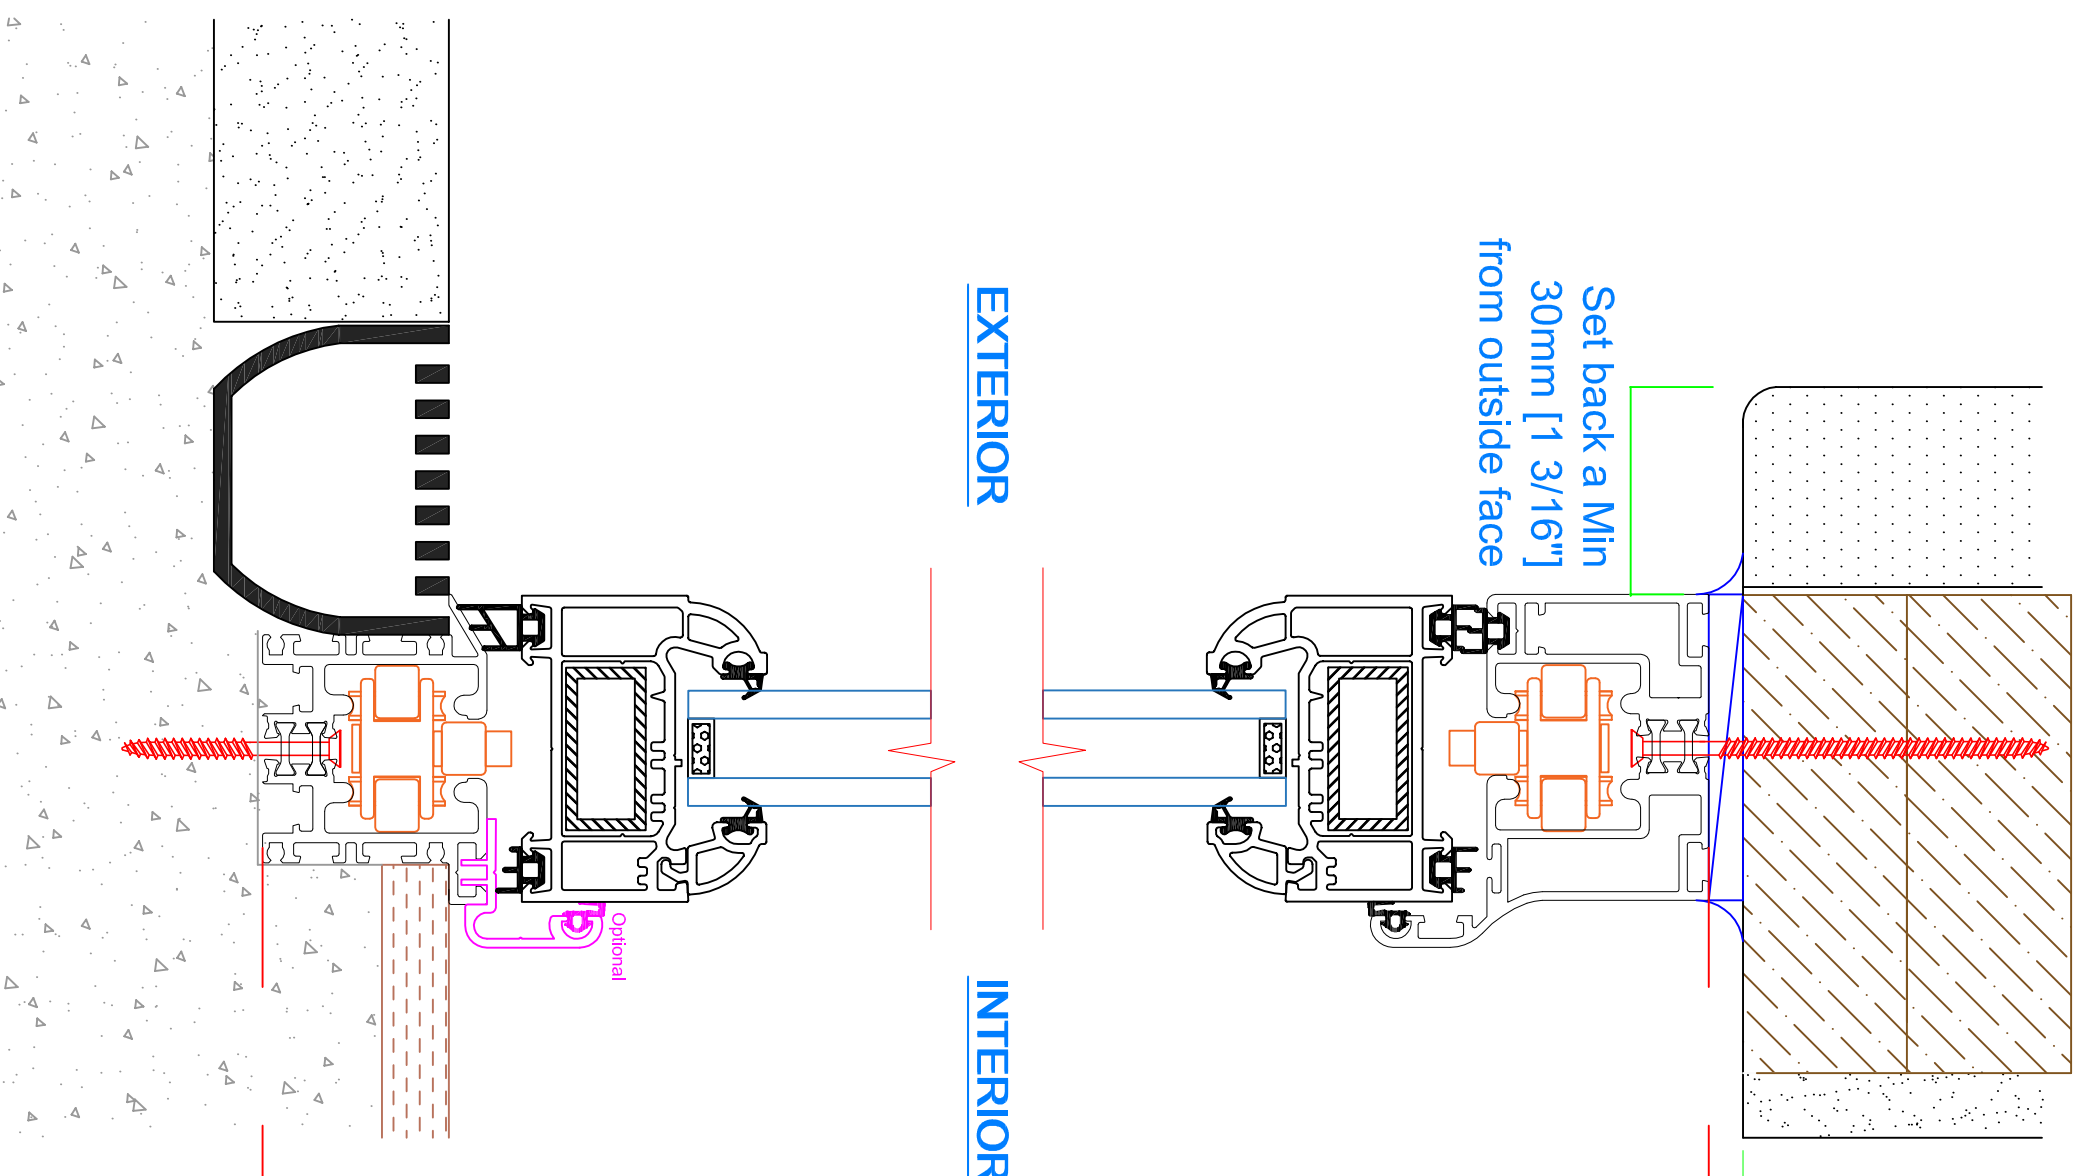 Set back a Min
30mm [1 3/16"]
from outside face
EXTERIOR
INTERIOR
Optional